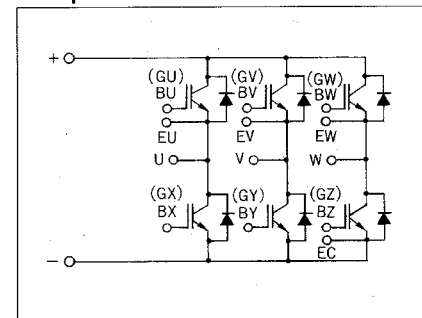 +
(GU) (GV) (GW)
BU BV BW
EU EV EW
U V W
(GX) (GY) (GZ)
BX BY BZ
EC
−